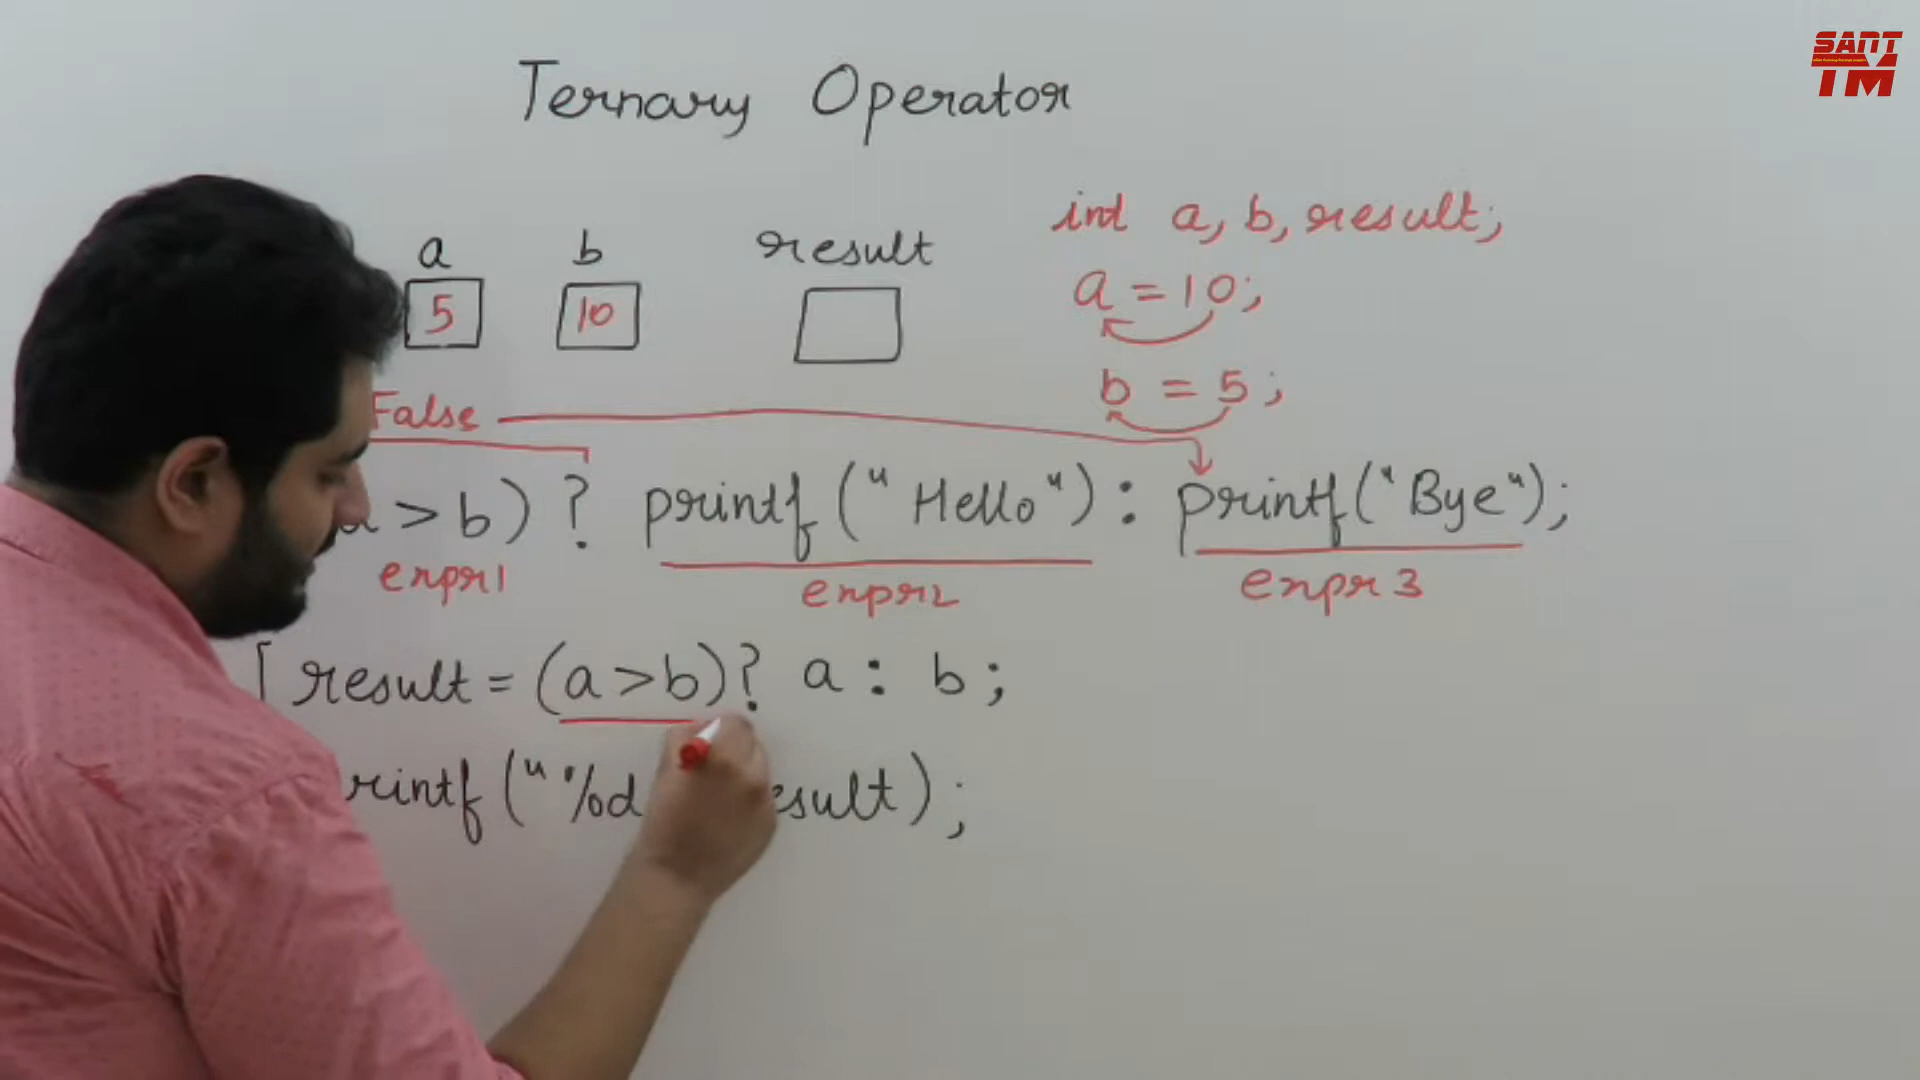 SANT
TM
Ternary Operator
int a, b, result;
a b result
5 10
a = 10;
b = 5;
False
a > b) ? printf ("Hello") : printf("Bye");
expr1 expr2 expr3
[ result = (a>b)? a : b;
rintf ("%d esult);